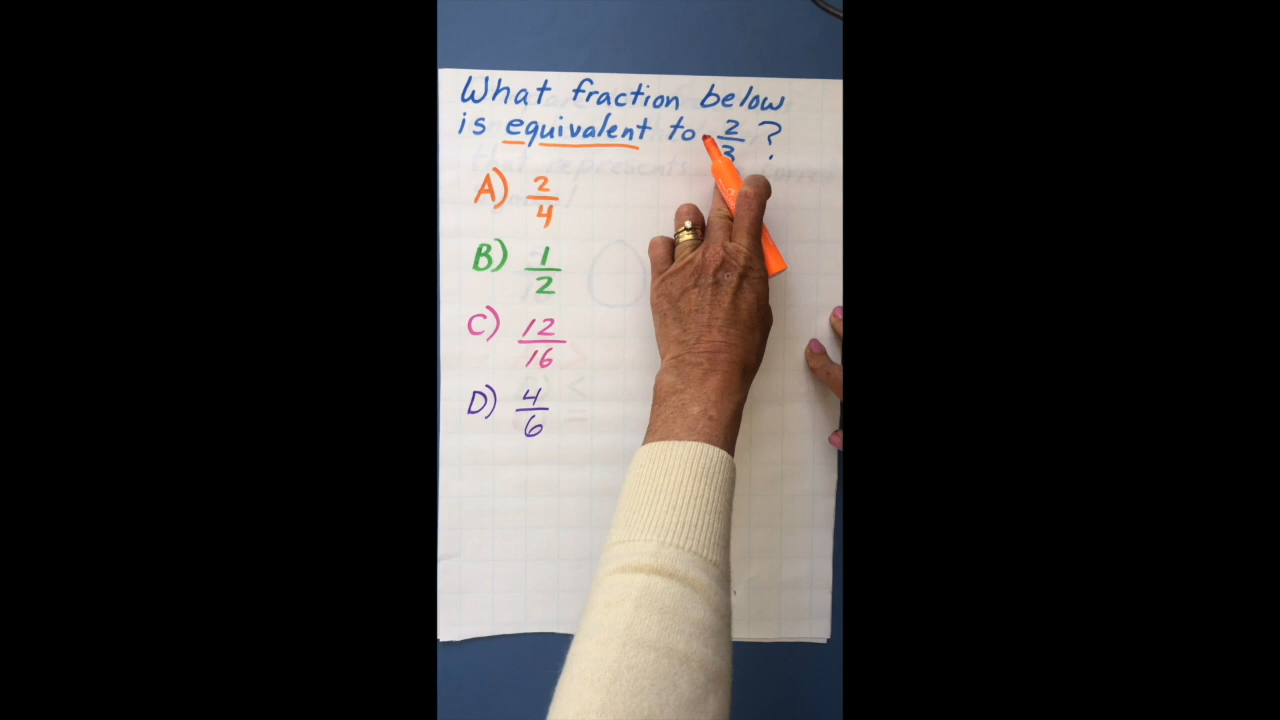 What fraction below
is equivalent to 2/3 ?
A) 2/4
B) 1/2
C) 12/16
D) 4/6